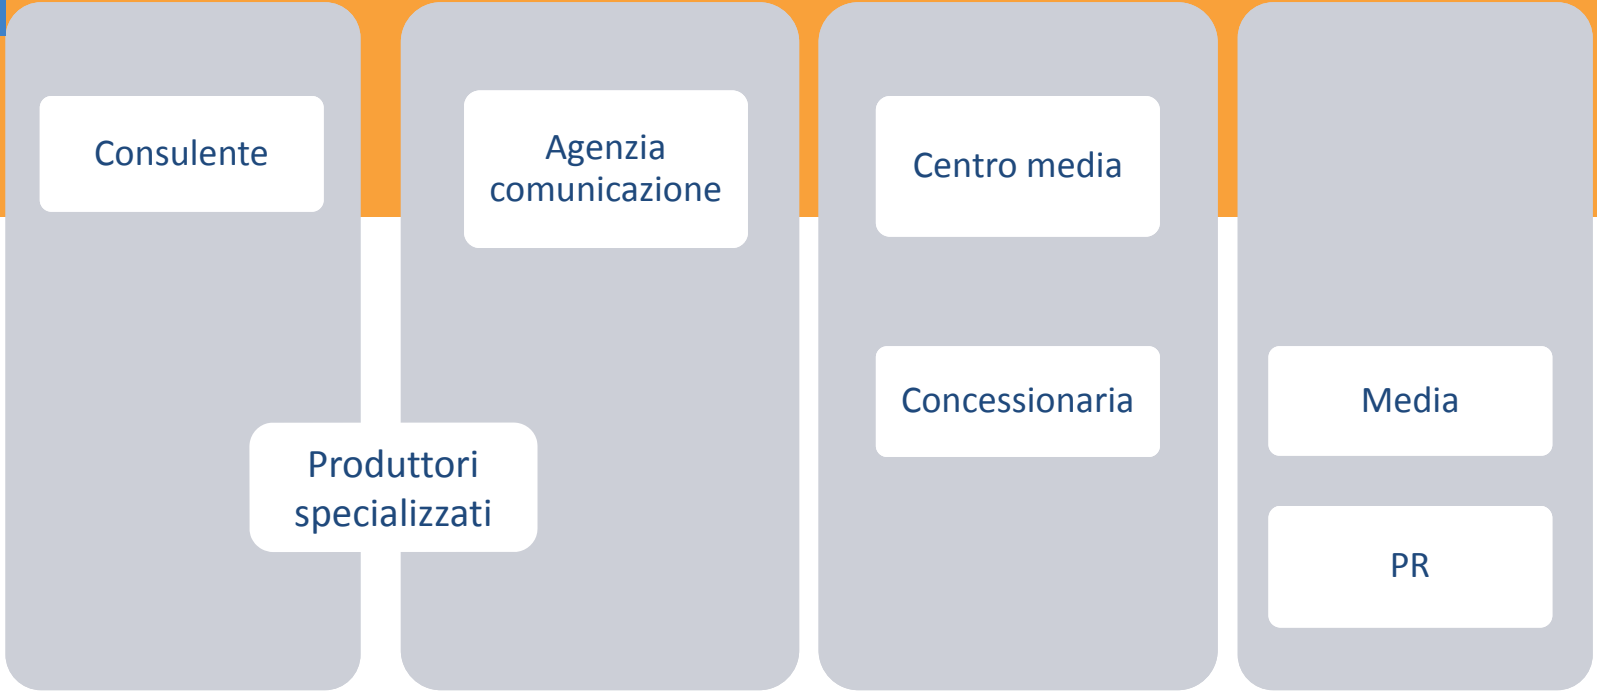 Consulente
Agenzia
comunicazione
Centro media
Concessionaria
Media
Produttori
specializzati
PR